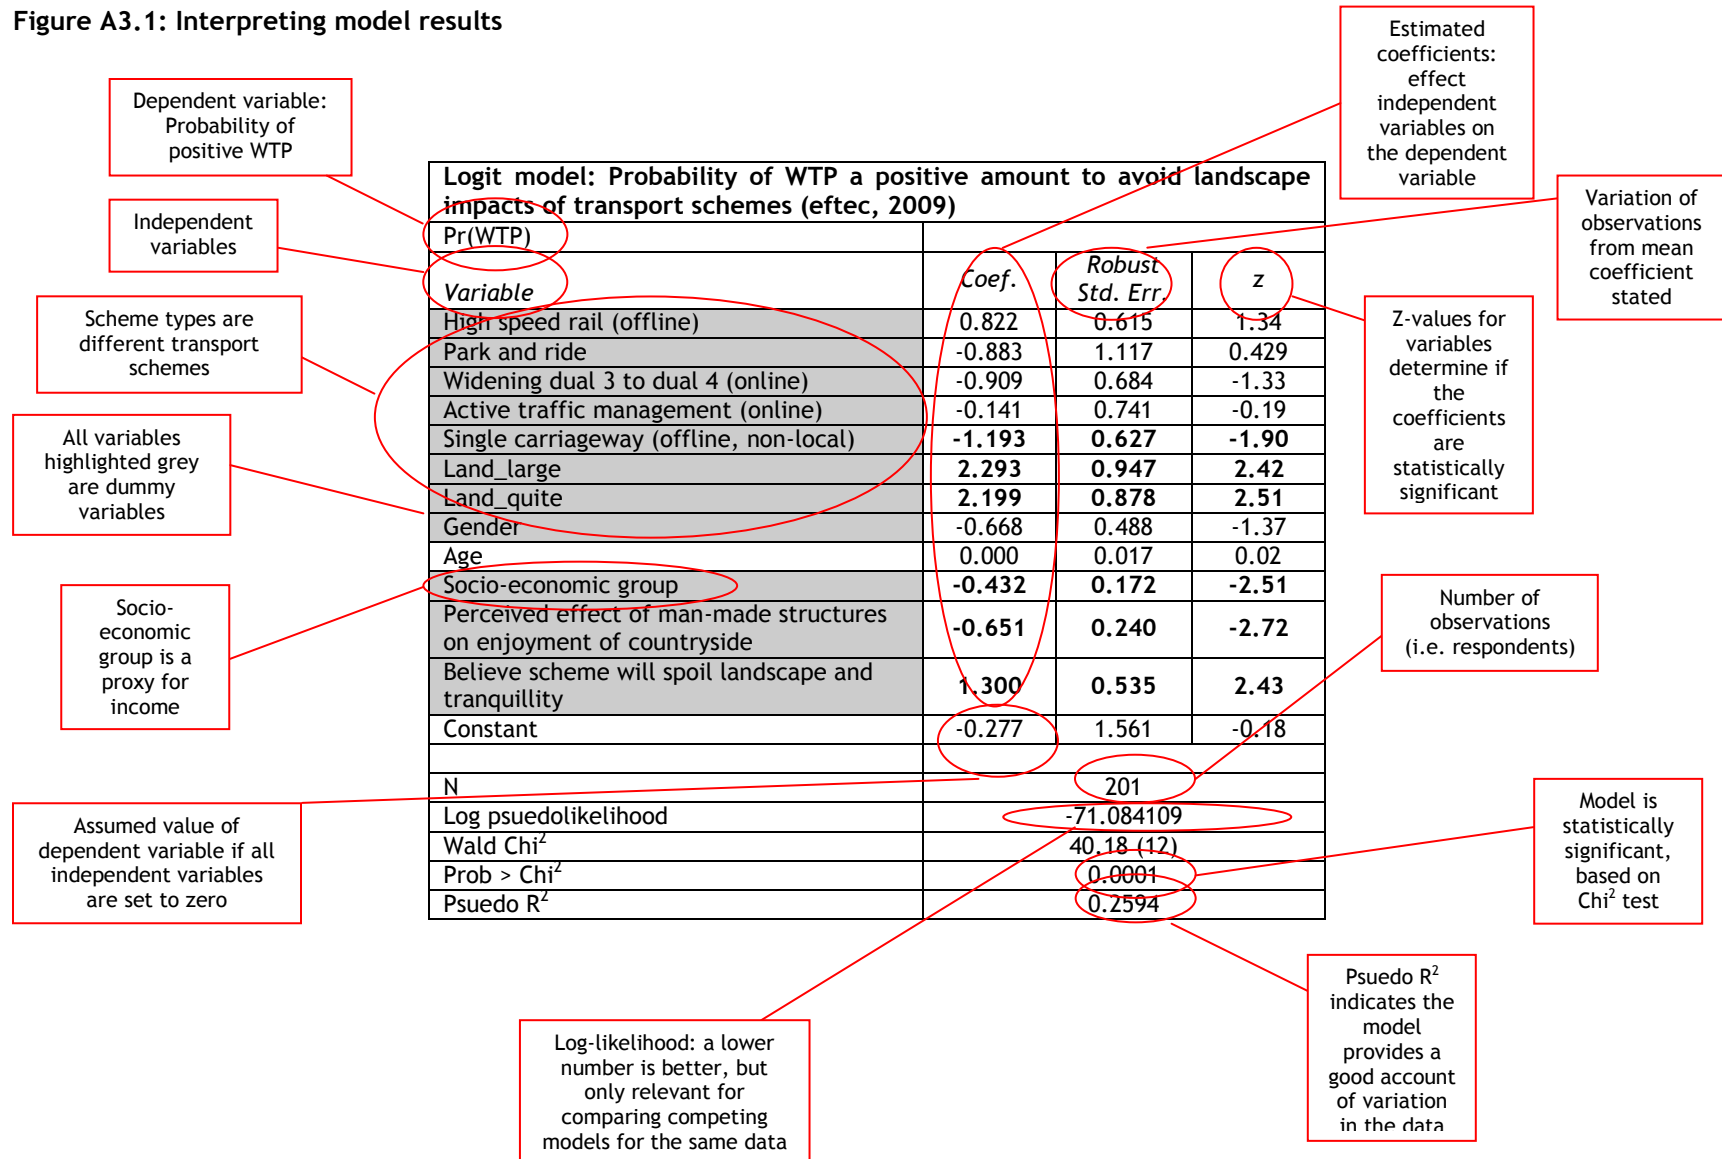 Figure A3.1: Interpreting model results
Estimated
coefficients:
effect
independent
variables on
the dependent
variable
Dependent variable:
Probability of
positive WTP
Variation of
observations
from mean
coefficient
stated
Independent
variables
Scheme types are
different transport
schemes
Z-values for
variables
determine if
the
coefficients
are
statistically
significant
All variables
highlighted grey
are dummy
variables
Socio-
economic
group is a
proxy for
income
Number of
observations
(i.e. respondents)
Assumed value of
dependent variable if all
independent variables
are set to zero
Model is
statistically
significant,
based on
Chi² test
Logit model: Probability of WTP a positive amount to avoid landscape
impacts of transport schemes (eftec, 2009)
Pr(WTP)
Variable Coef. Robust Std. Err. z
High speed rail (offline) 0.822 0.615 1.34
Park and ride -0.883 1.117 0.429
Widening dual 3 to dual 4 (online) -0.909 0.684 -1.33
Active traffic management (online) -0.141 0.741 -0.19
Single carriageway (offline, non-local) -1.193 0.627 -1.90
Land_large 2.293 0.947 2.42
Land_quite 2.199 0.878 2.51
Gender -0.668 0.488 -1.37
Age 0.000 0.017 0.02
Socio-economic group -0.432 0.172 -2.51
Perceived effect of man-made structures
on enjoyment of countryside -0.651 0.240 -2.72
Believe scheme will spoil landscape and
tranquillity 1.300 0.535 2.43
Constant -0.277 1.561 -0.18
N 201
Log psuedolikelihood -71.084109
Wald Chi² 40.18 (12)
Prob > Chi² 0.0001
Psuedo R² 0.2594
Log-likelihood: a lower
number is better, but
only relevant for
comparing competing
models for the same data
Psuedo R²
indicates the
model
provides a
good account
of variation
in the data